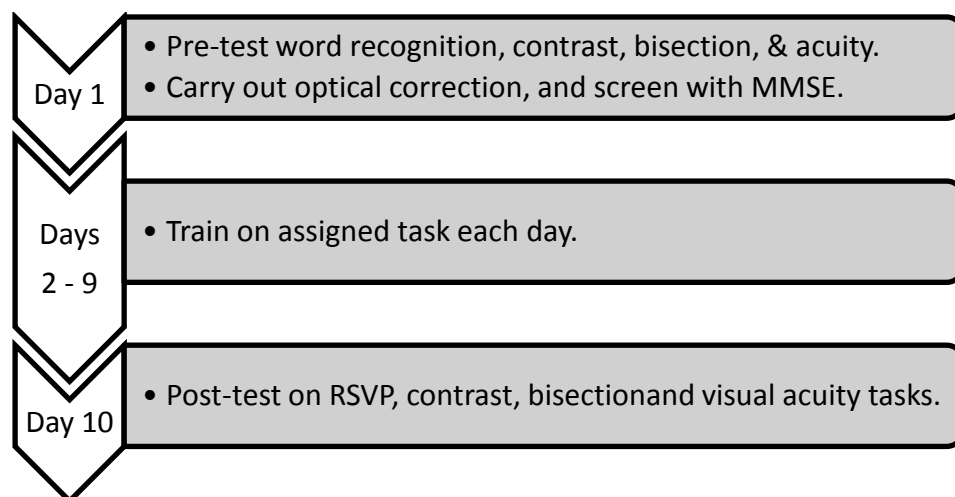 Day 1
• Pre-test word recognition, contrast, bisection, & acuity.
• Carry out optical correction, and screen with MMSE.
Days
2 - 9
• Train on assigned task each day.
Day 10
• Post-test on RSVP, contrast, bisectionand visual acuity tasks.